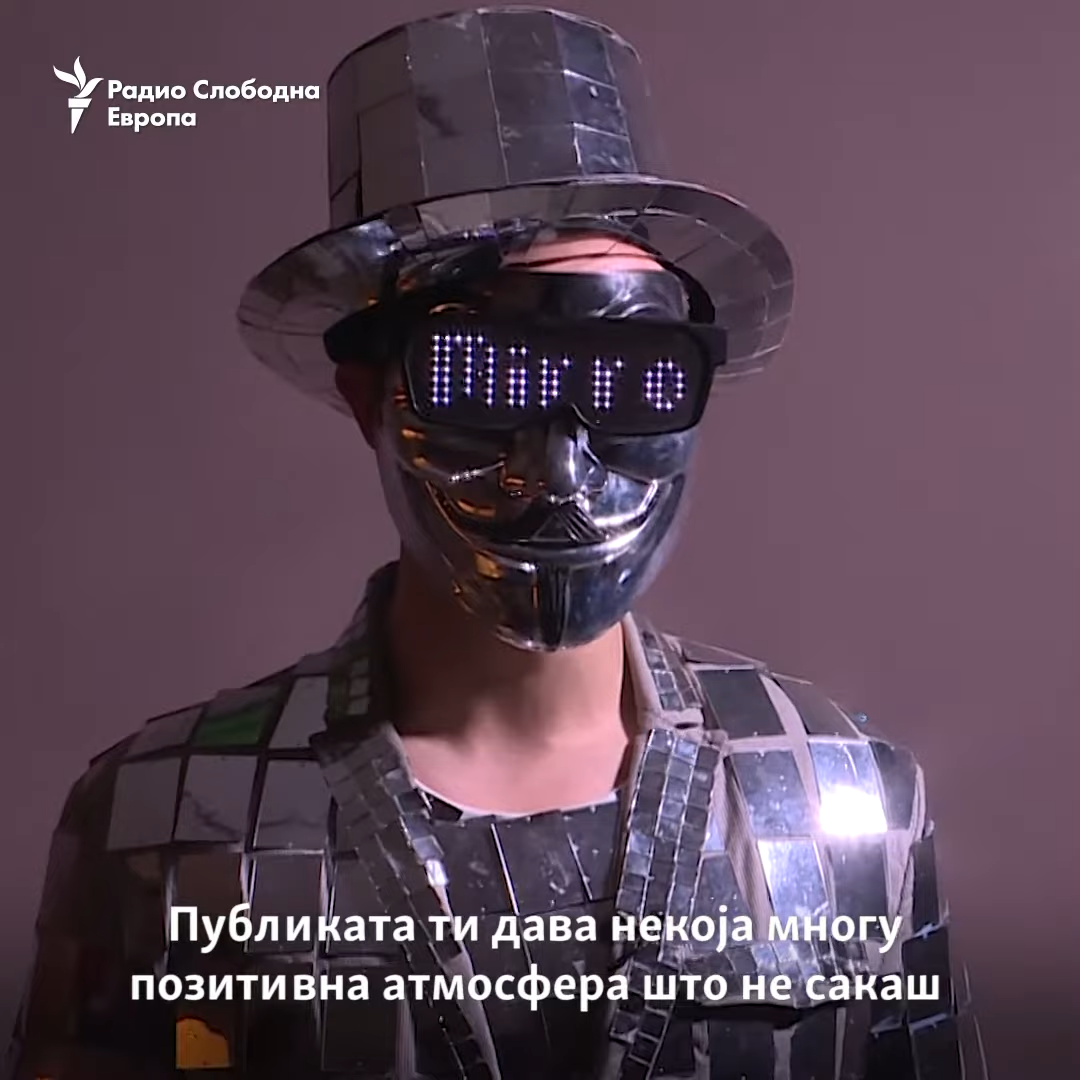 Радио Слободна
Европа
Mirro
Публиката ти дава некоја многу
позитивна атмосфера што не сакаш